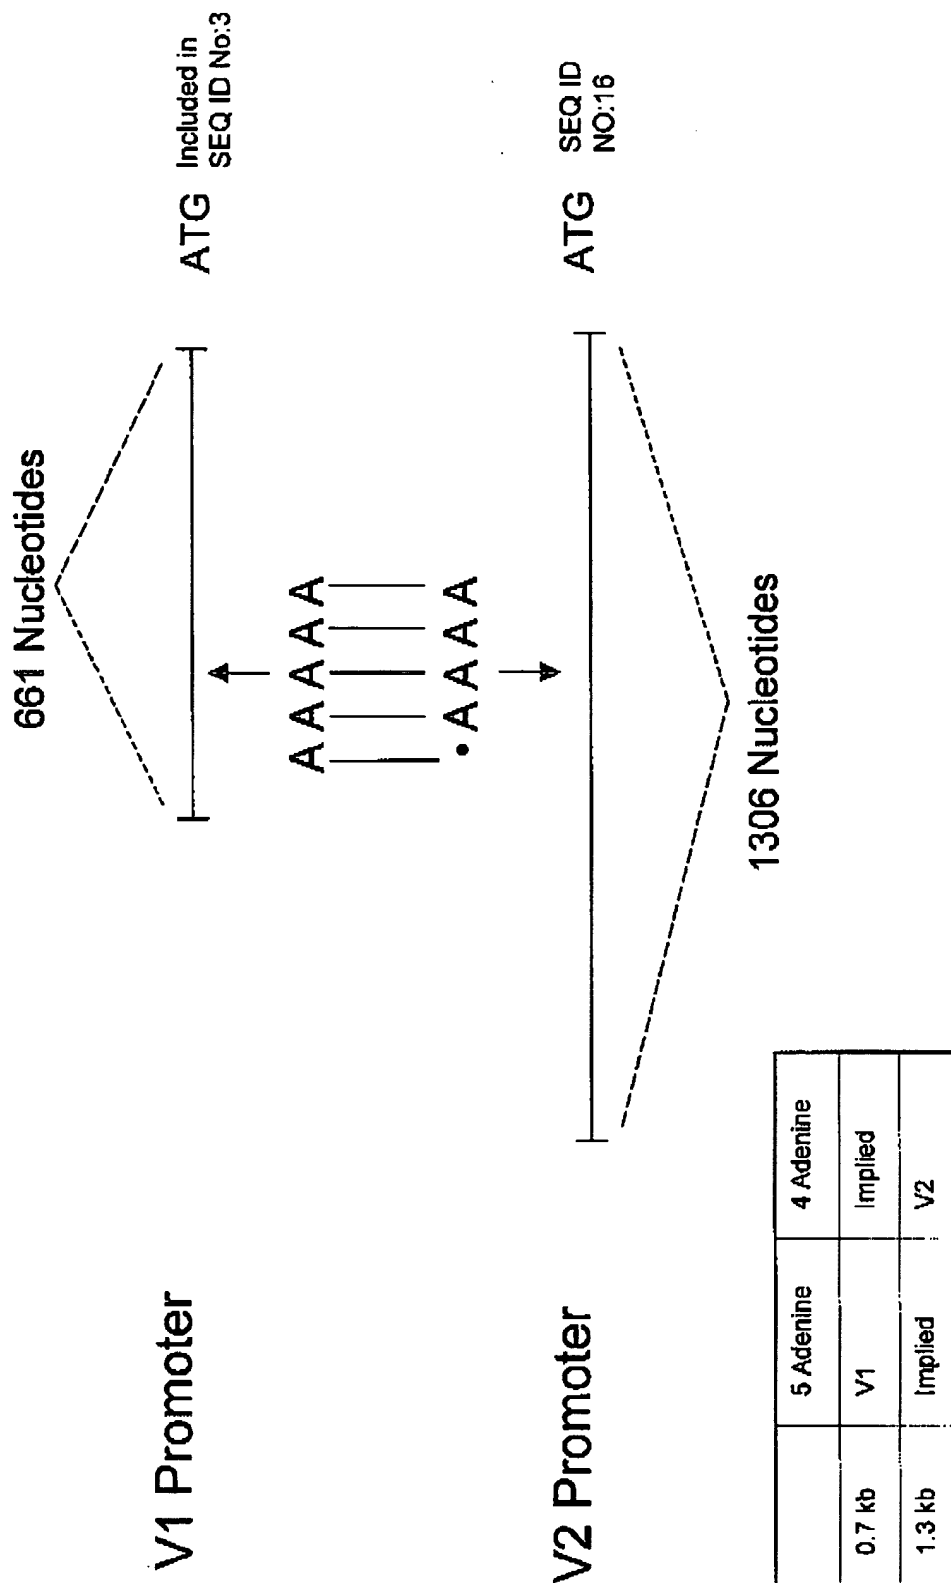 661 Nucleotides
V1 Promoter
ATG
Included in
SEQ ID No:3
A A A A A
• A A A A
V2 Promoter
ATG
SEQ ID
NO:16
1306 Nucleotides
5 Adenine 4 Adenine
0.7 kb V1 Implied
1.3 kb Implied V2